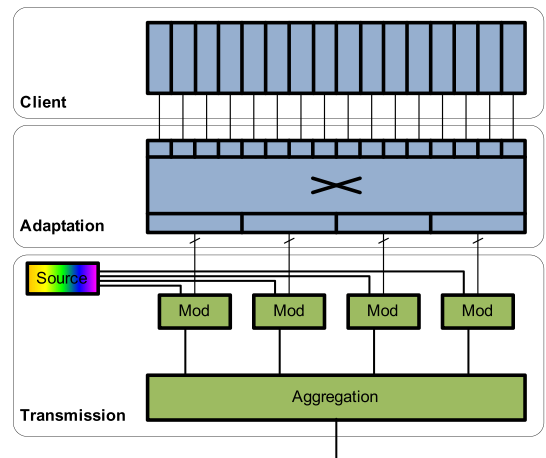 Client
Adaptation
Source
Mod Mod Mod Mod
Aggregation
Transmission